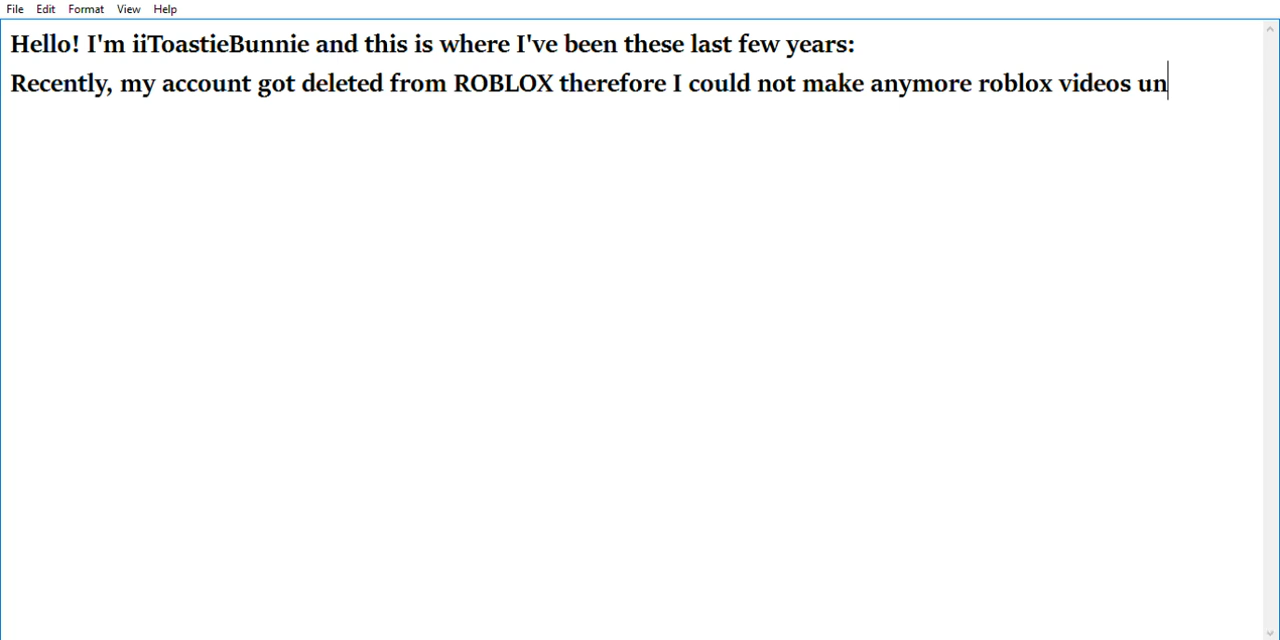 File Edit Format View Help
Hello! I'm iiToastieBunnie and this is where I've been these last few years:
Recently, my account got deleted from ROBLOX therefore I could not make anymore roblox videos un